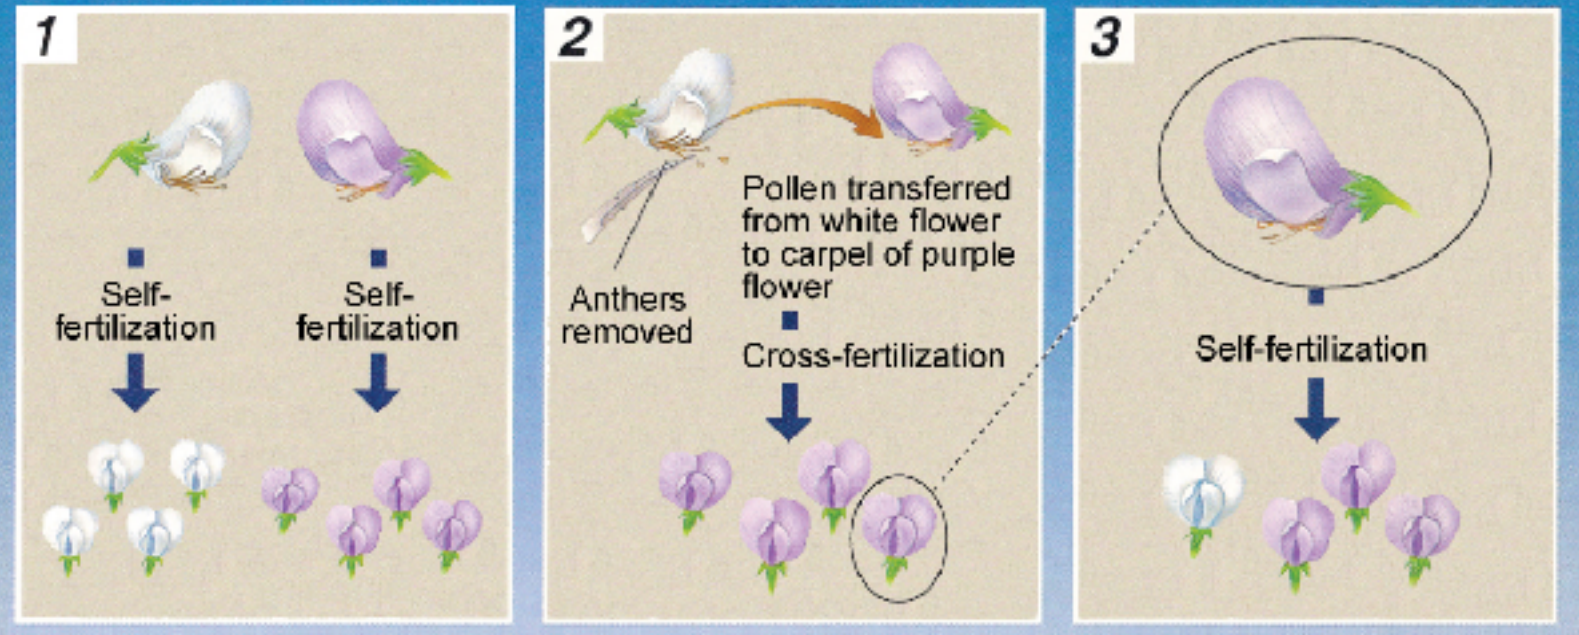 1
Self-
fertilization
Self-
fertilization
2
Pollen transferred
from white flower
to carpel of purple
flower
Anthers
removed
Cross-fertilization
3
Self-fertilization